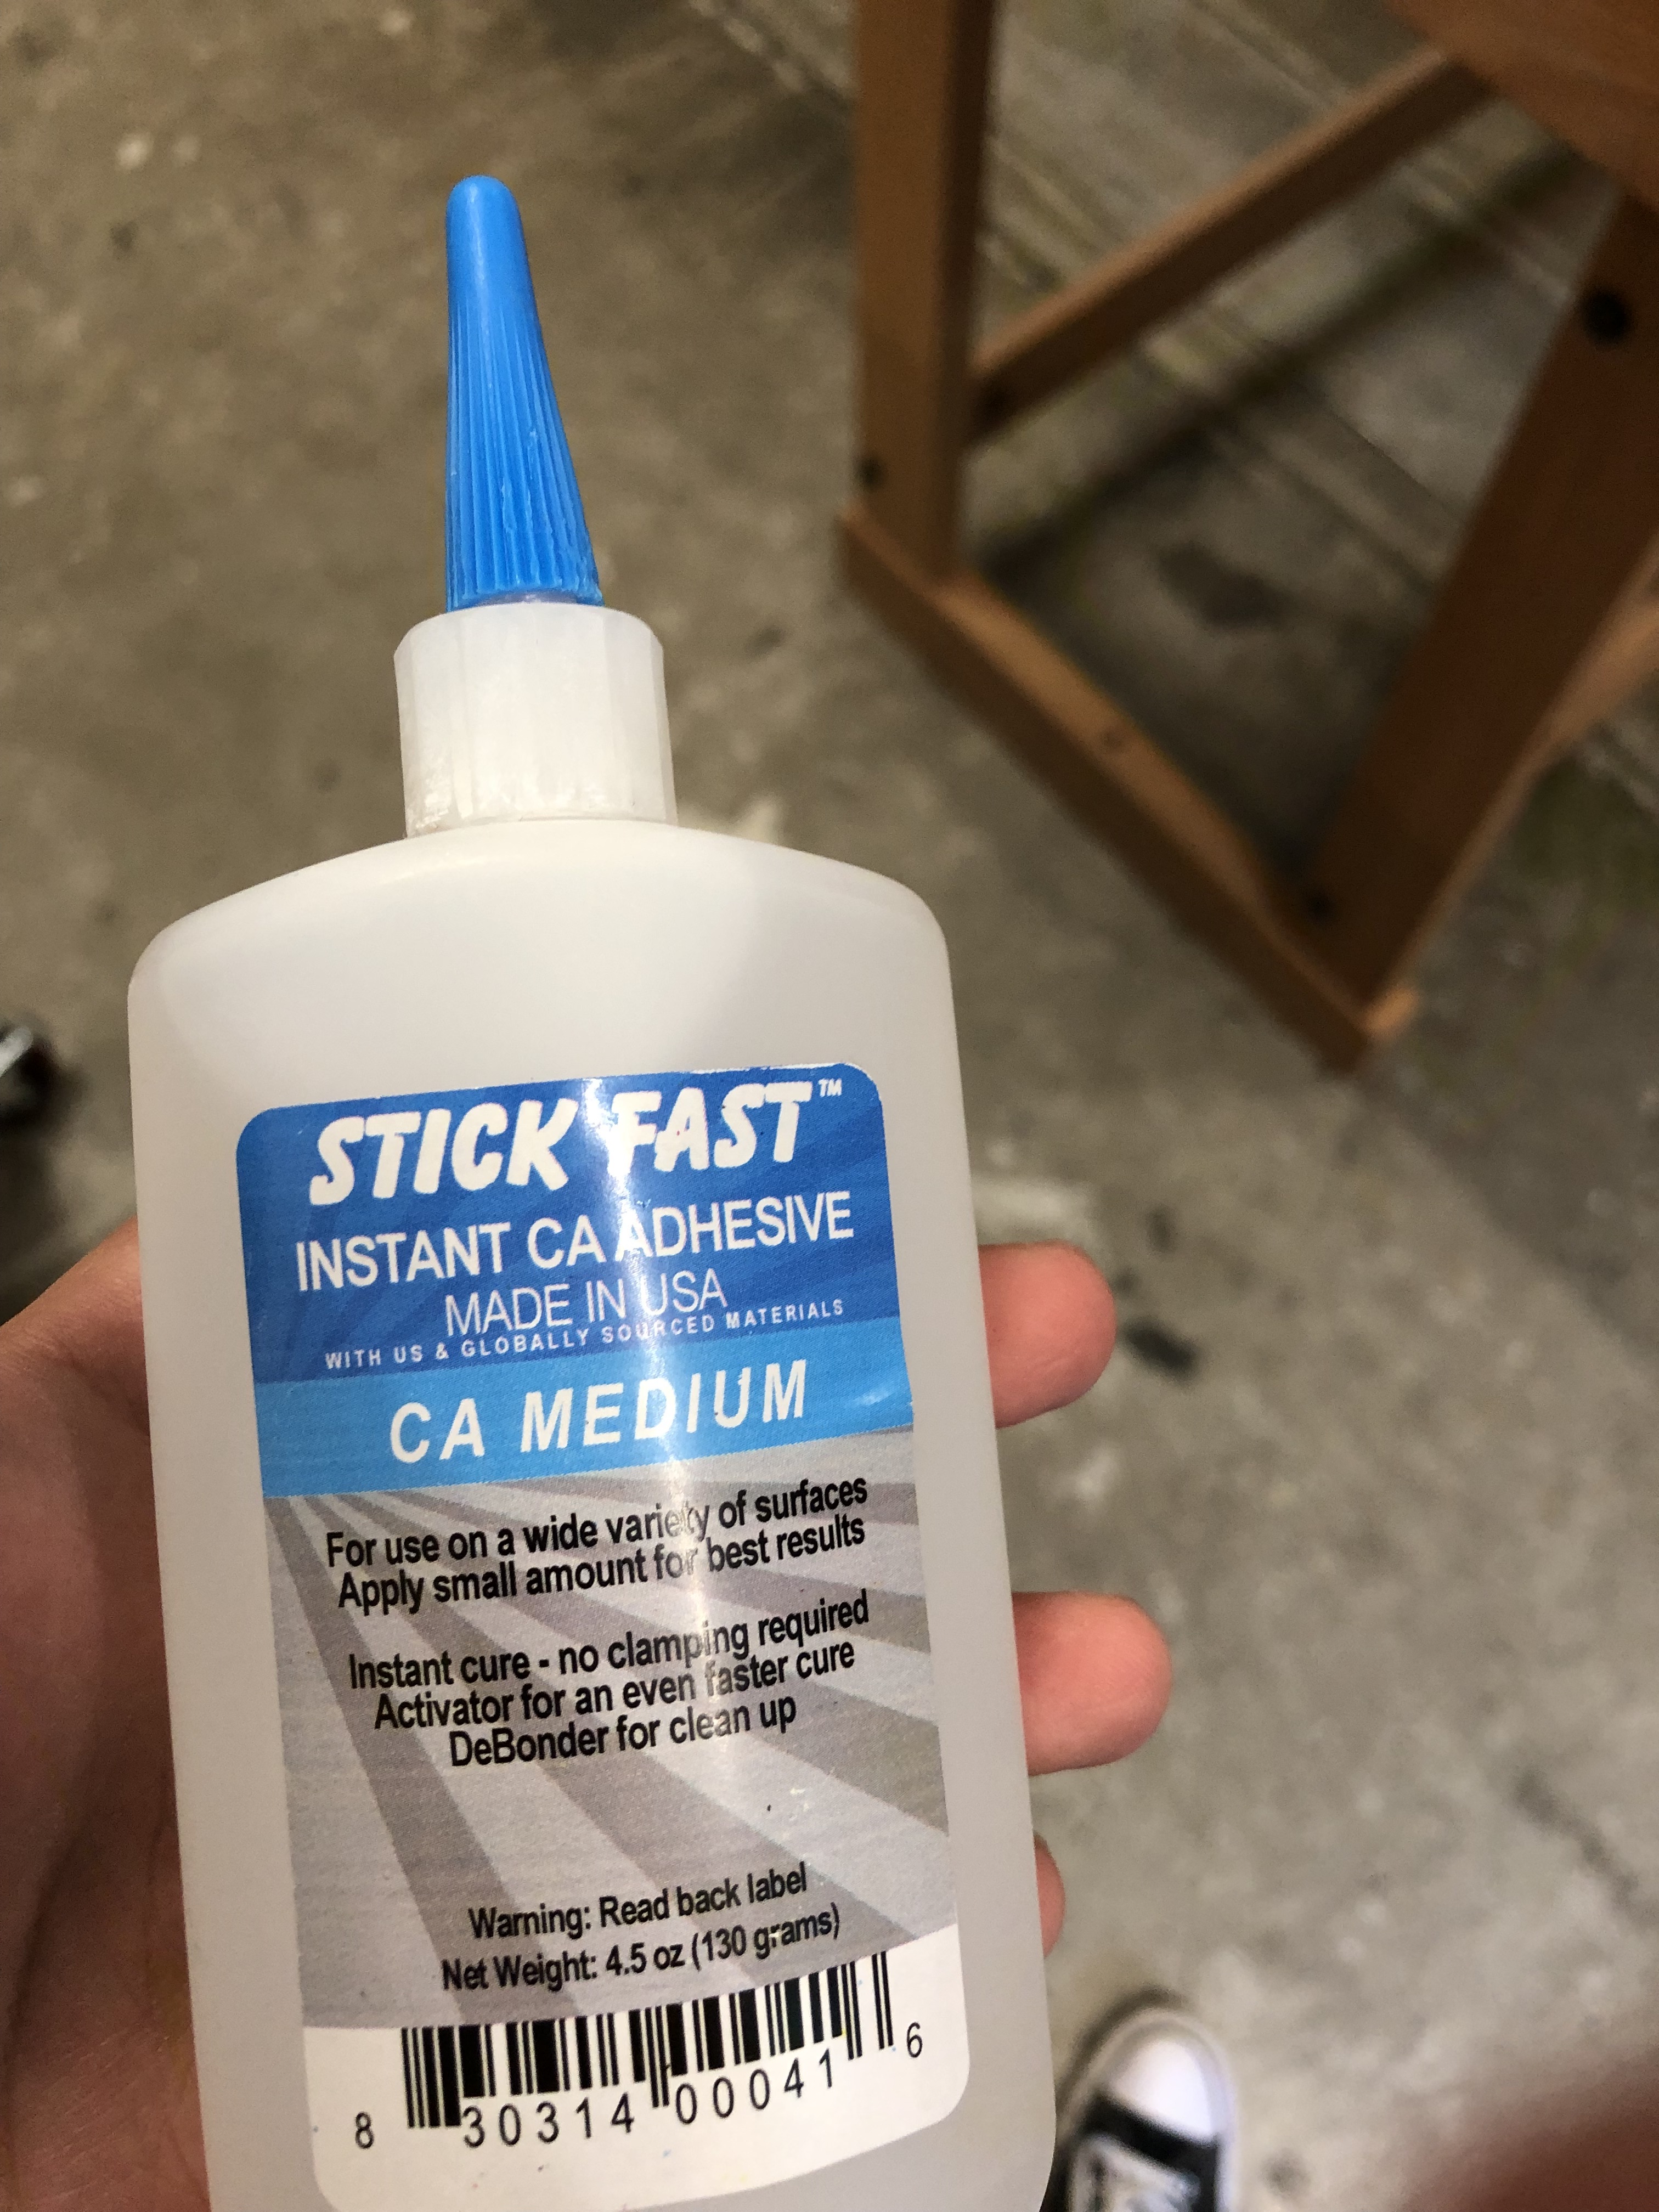 STICK FAST™
INSTANT CA ADHESIVE
MADE IN USA
WITH US & GLOBALLY SOURCED MATERIALS
CA MEDIUM
For use on a wide variety of surfaces
Apply small amount for best results
Instant cure - no clamping required
Activator for an even faster cure
DeBonder for clean up
Warning: Read back label
Net Weight: 4.5 oz (130 grams)
8 30314 00041 6